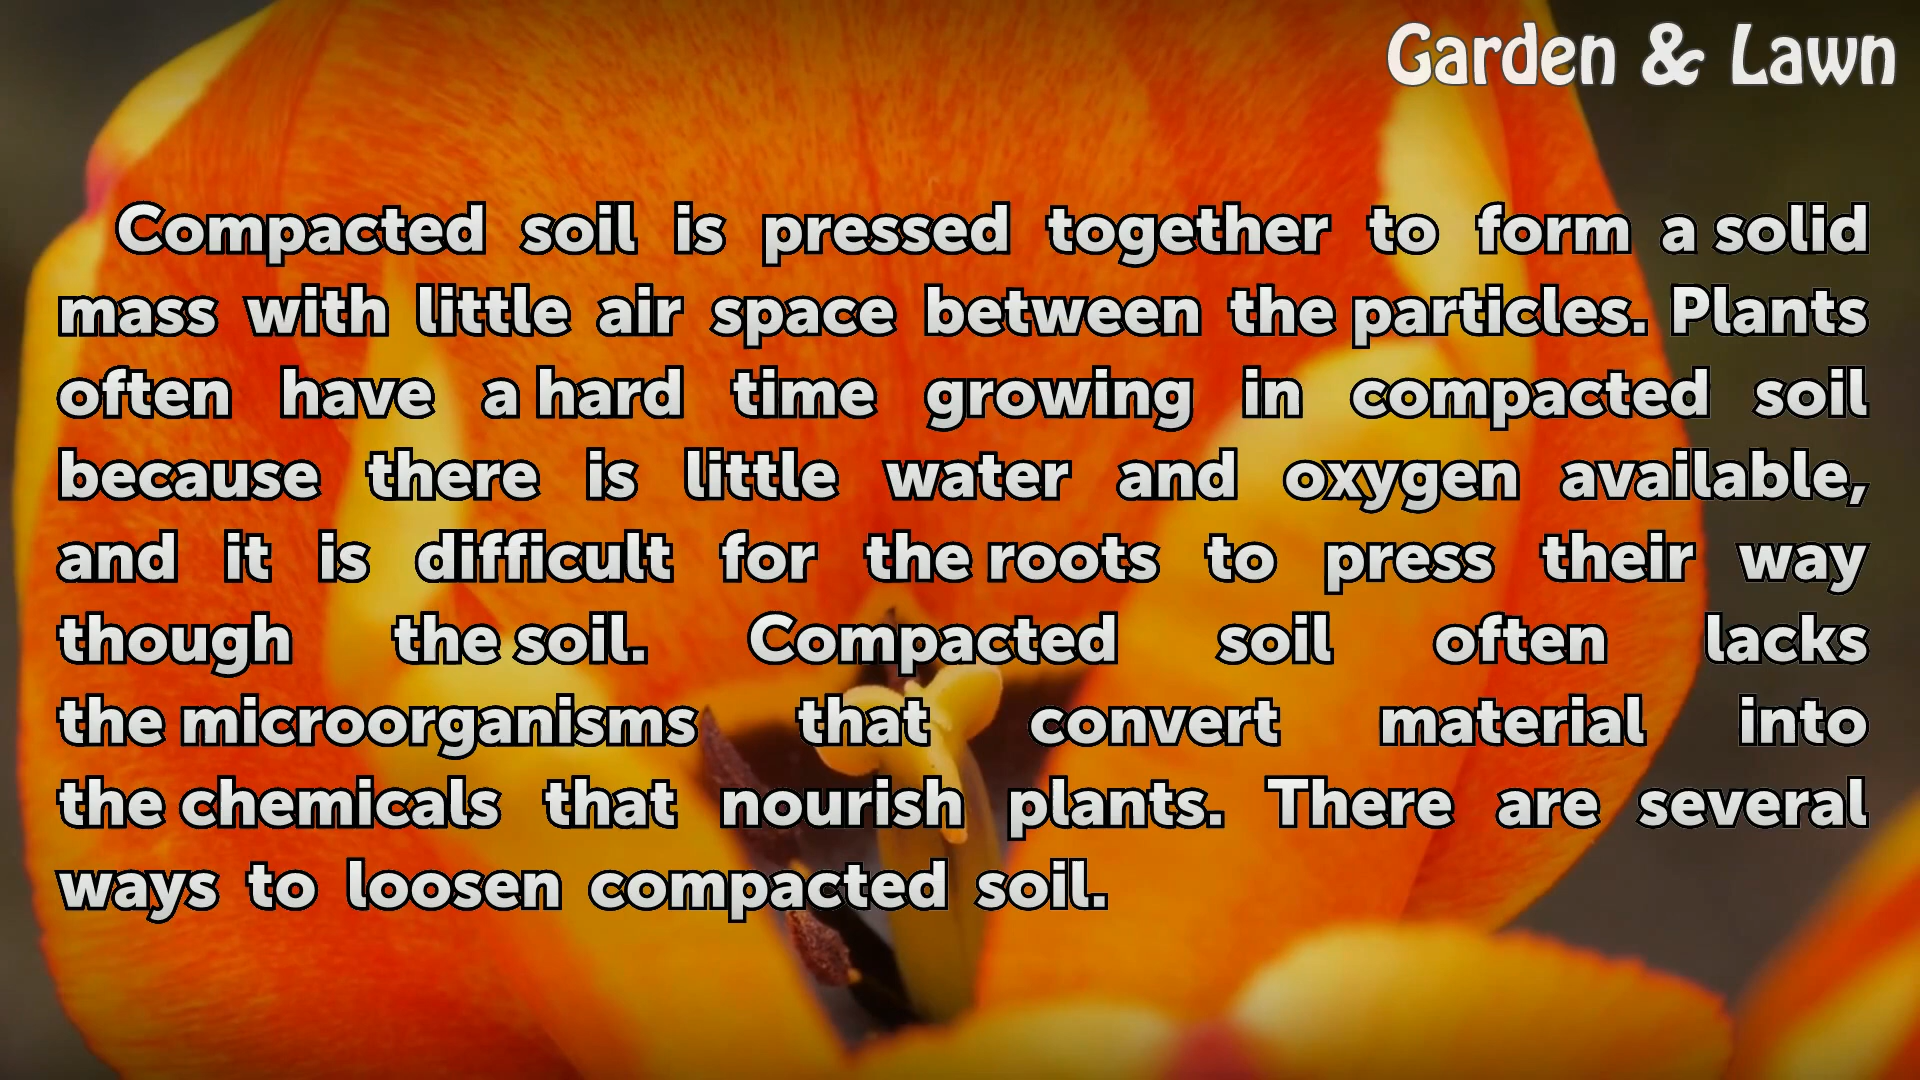 Garden & Lawn
Compacted soil is pressed together to form a solid
mass with little air space between the particles. Plants
often have a hard time growing in compacted soil
because there is little water and oxygen available,
and it is difficult for the roots to press their way
though the soil. Compacted soil often lacks
the microorganisms that convert material into
the chemicals that nourish plants. There are several
ways to loosen compacted soil.